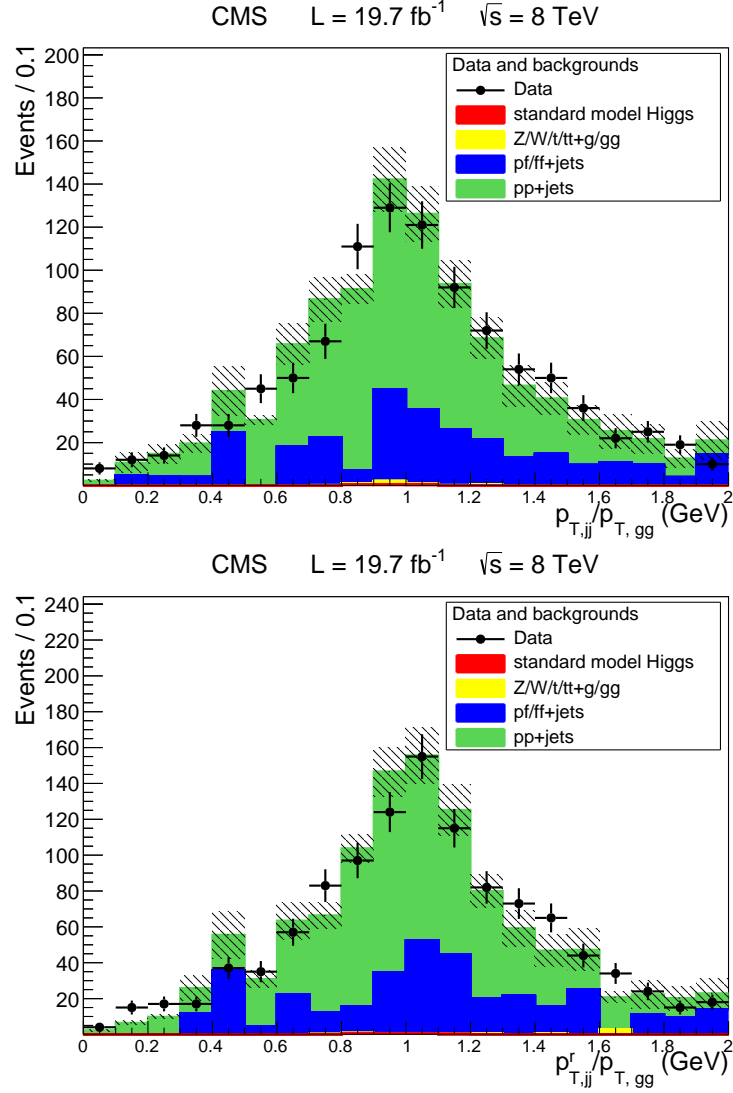 CMS L = 19.7 fb⁻¹ √s = 8 TeV
Events / 0.1
200
180
160
140
120
100
80
60
40
20
Data and backgrounds
Data
standard model Higgs
Z/W/t/tt+g/gg
pf/ff+jets
pp+jets
0 0.2 0.4 0.6 0.8 1 1.2 1.4 1.6 1.8 2
p_T,jj/p_T, gg (GeV)
CMS L = 19.7 fb⁻¹ √s = 8 TeV
Events / 0.1
240
220
200
180
160
140
120
100
80
60
40
20
Data and backgrounds
Data
standard model Higgs
Z/W/t/tt+g/gg
pf/ff+jets
pp+jets
0 0.2 0.4 0.6 0.8 1 1.2 1.4 1.6 1.8 2
p^r_T,jj/p_T, gg (GeV)